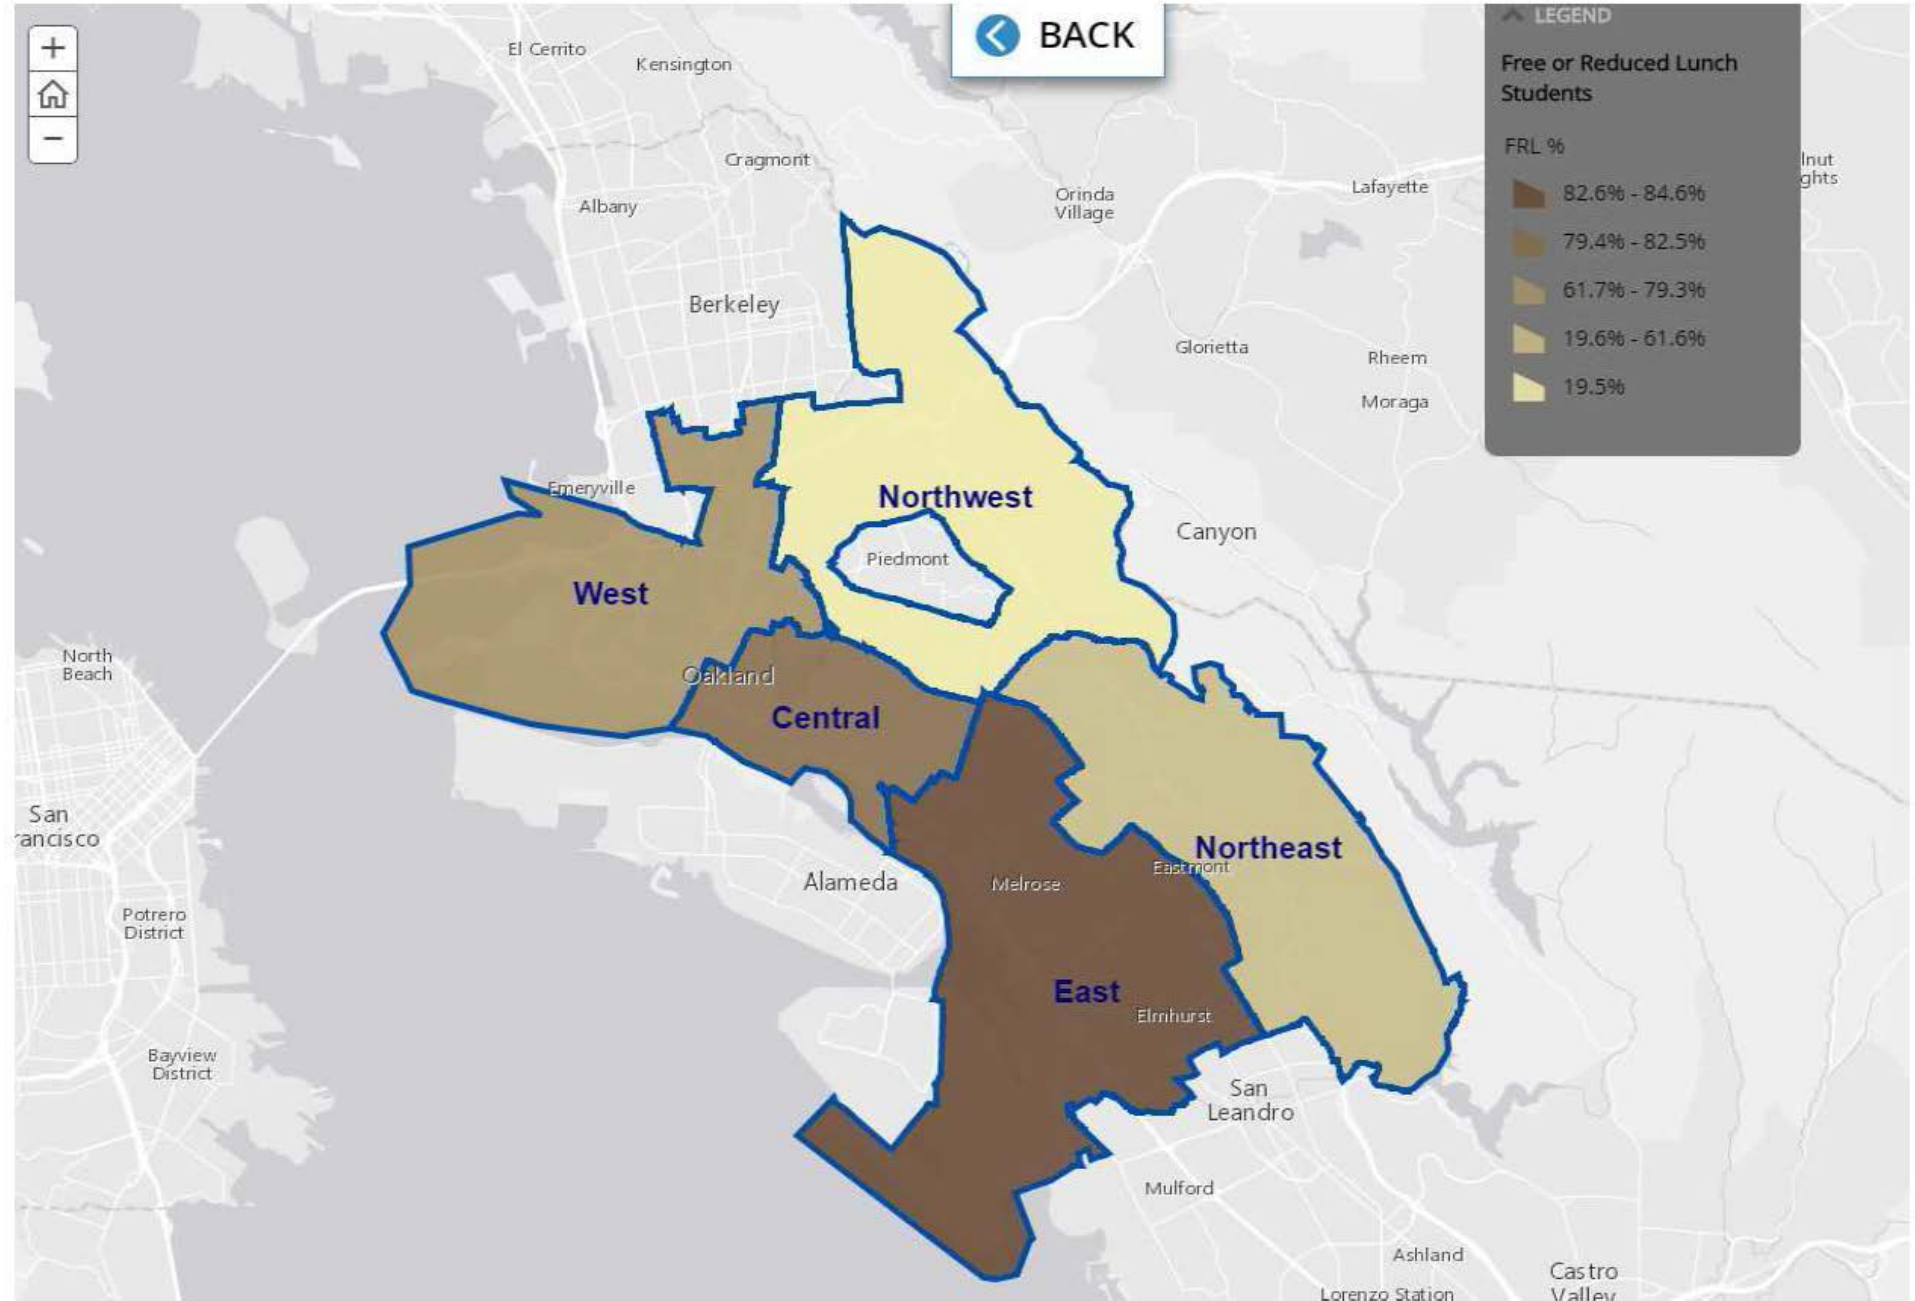 +
−
BACK
LEGEND
Free or Reduced Lunch
Students
FRL %
82.6% - 84.6%
79.4% - 82.5%
61.7% - 79.3%
19.6% - 61.6%
19.5%
El Cerrito
Kensington
Cragmont
Albany
Orinda
Village
Lafayette
lnut
ghts
Berkeley
Glorietta
Rheem
Moraga
Emeryville
Northwest
Canyon
Piedmont
West
North
Beach
Oakland
Central
San
rancisco
Northeast
Eastmont
Alameda
Melrose
Potrero
District
East
Elmhurst
Bayview
District
San
Leandro
Mulford
Ashland
Castro
Valley
Lorenzo Station